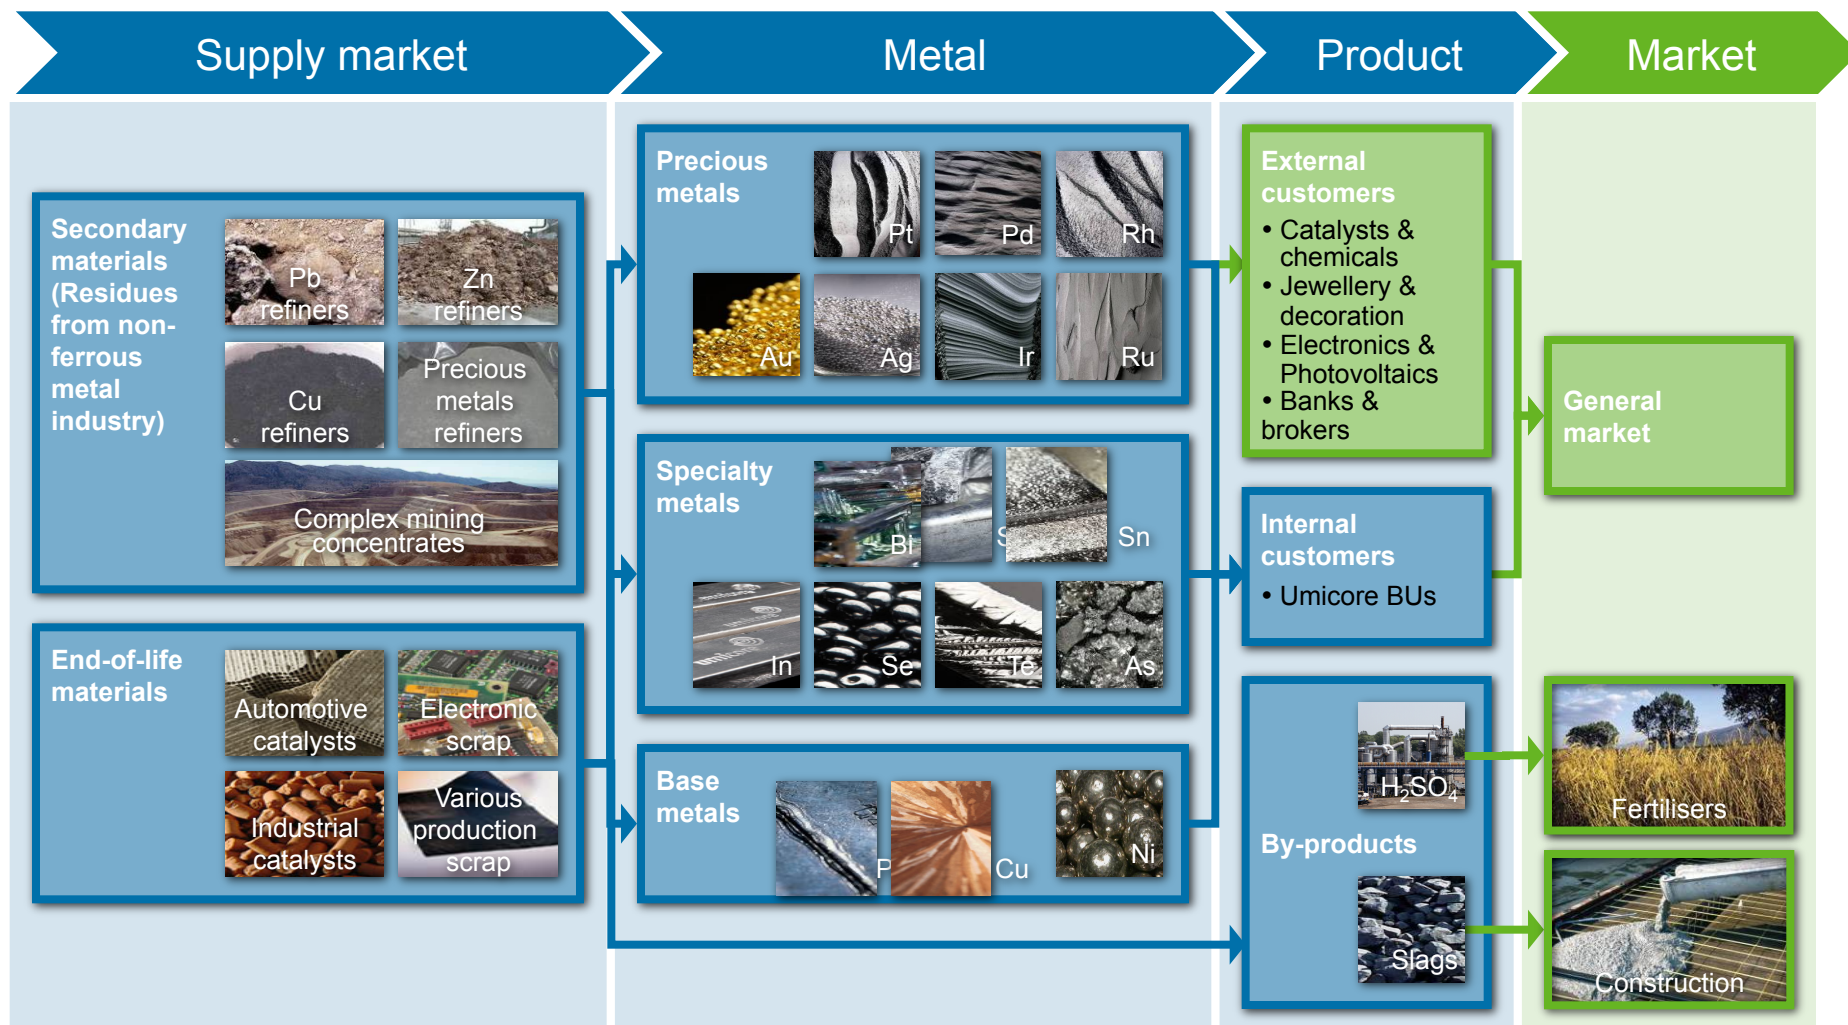 Supply market
Metal
Product
Market
Secondary
materials
(Residues
from non-
ferrous
metal
industry)
Pb
refiners
Zn
refiners
Cu
refiners
Precious
metals
refiners
Complex mining
concentrates
End-of-life
materials
Automotive
catalysts
Electronic
scrap
Industrial
catalysts
Various
production
scrap
Precious
metals
Pt
Pd
Rh
Au
Ag
Ir
Ru
Specialty
metals
Bi
S
Sn
In
Se
Te
As
Base
metals
P
Cu
Ni
External
customers
• Catalysts &
chemicals
• Jewellery &
decoration
• Electronics &
Photovoltaics
• Banks &
brokers
Internal
customers
• Umicore BUs
By-products
H₂SO₄
Slags
General
market
Fertilisers
Construction